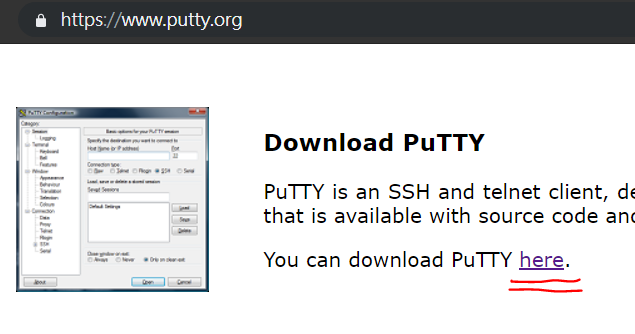 https://www.putty.org
PuTTY Configuration
Category:
Session
Logging
Terminal
Keyboard
Bell
Features
Window
Appearance
Behaviour
Translation
Selection
Colours
Connection
Data
Proxy
Telnet
Rlogin
SSH
Serial
Basic options for your PuTTY session
Specify the destination you want to connect to
Host Name (or IP address) Port
22
Connection type:
Raw Telnet Rlogin SSH Serial
Load, save or delete a stored session
Saved Sessions
Default Settings
Load
Save
Delete
Close window on exit:
Always Never Only on clean exit
About Open Cancel
Download PuTTY
PuTTY is an SSH and telnet client, de
that is available with source code and
You can download PuTTY here.